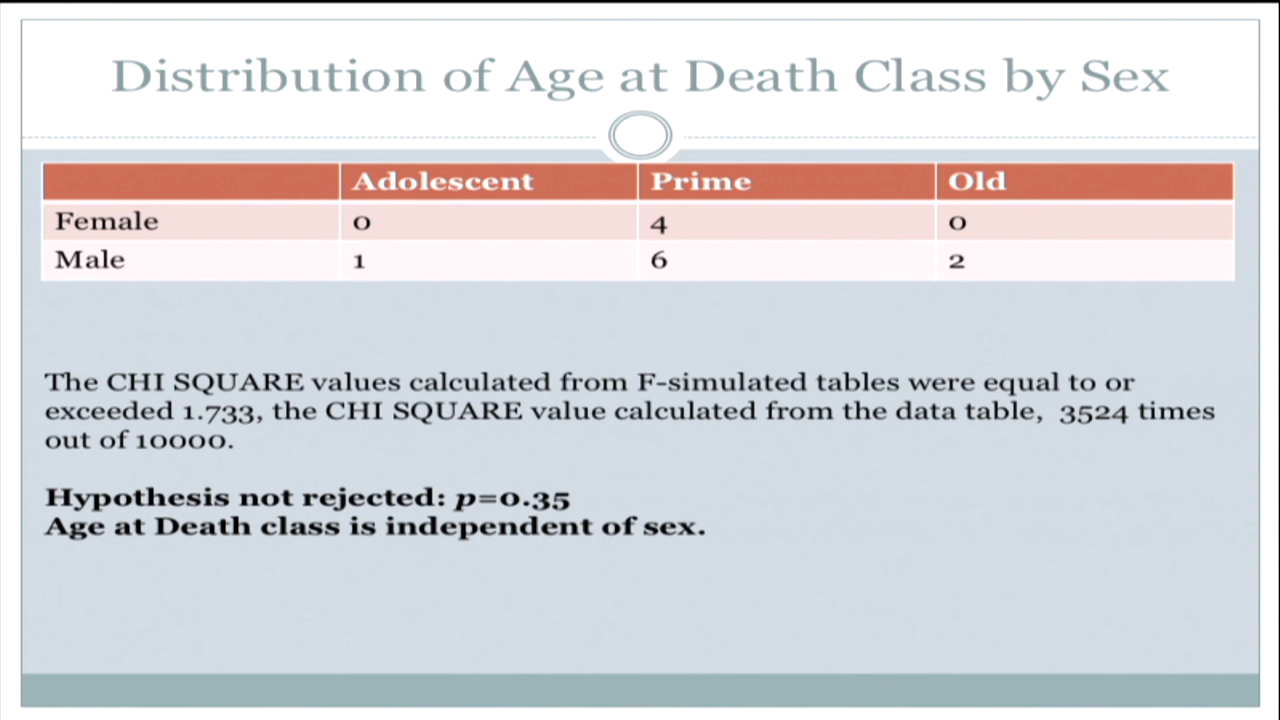 Distribution of Age at Death Class by Sex
Adolescent Prime Old
Female 0 4 0
Male 1 6 2
The CHI SQUARE values calculated from F-simulated tables were equal to or
exceeded 1.733, the CHI SQUARE value calculated from the data table, 3524 times
out of 10000.
Hypothesis not rejected: p=0.35
Age at Death class is independent of sex.